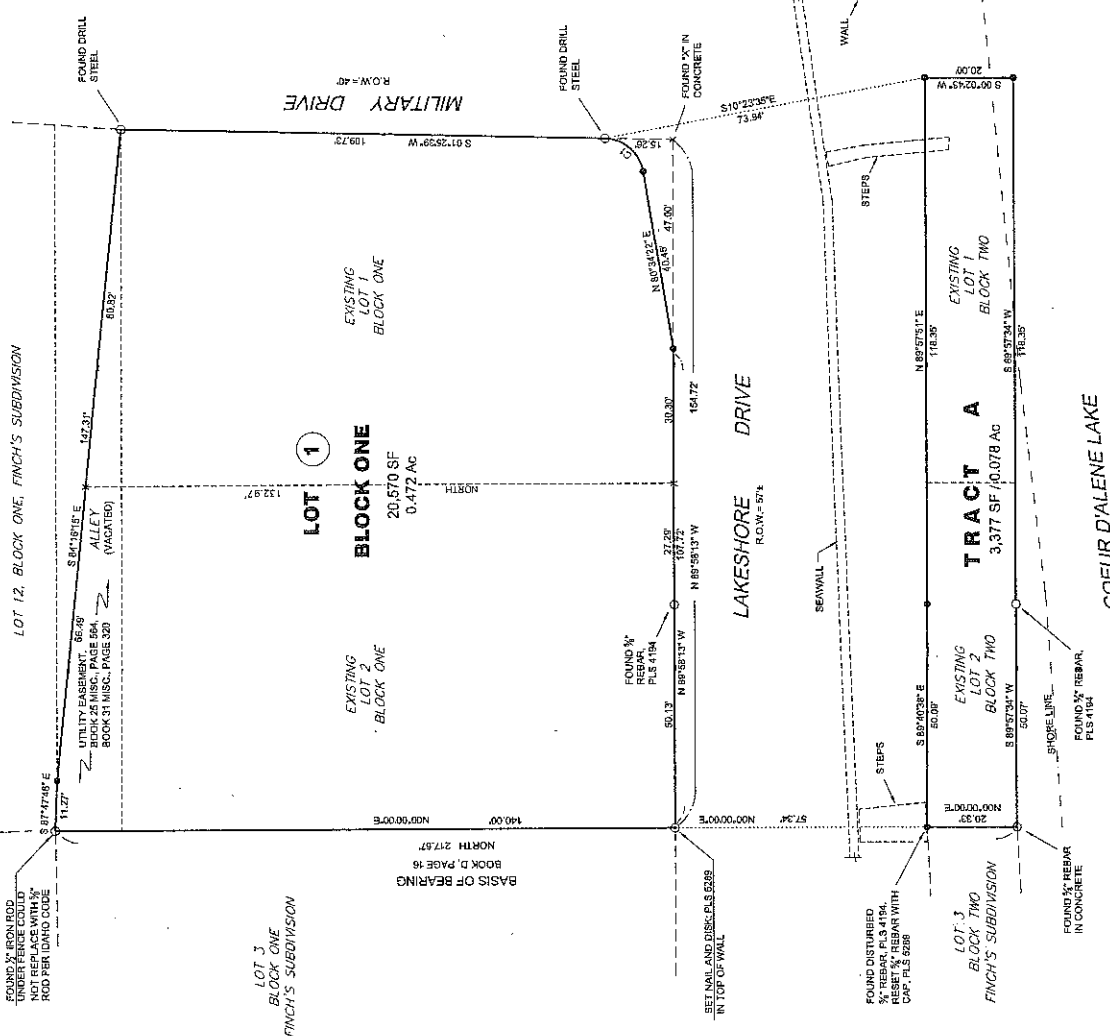 FOUND DRILL
STEEL
LOT 12, BLOCK ONE, FINCH'S SUBDIVISION
MILITARY DRIVE
R.O.W.=40'
S 01°25'39" W
109.73'
FOUND DRILL
STEEL
FOUND "X" IN
CONCRETE
15.26'
C1
S10°23'35"E
73.94'
WALL
20.00'
S 00°02'43" W
80.82'
147.31'
S 84°16'15" E
66.49'
ALLEY
(VACATED)
UTILITY EASEMENT,
BOOK 25 MISC., PAGE 564,
BOOK 31 MISC., PAGE 320
S 87°47'46" E
11.27'
FOUND ½" IRON ROD
UNDER FENCE COULD
NOT REPLACE WITH ⅝"
ROD PER IDAHO CODE
EXISTING
LOT 1
BLOCK ONE
LOT 1
BLOCK ONE
20,570 SF
0.472 Ac
132.97'
NORTH
EXISTING
LOT 2
BLOCK ONE
N 80°34'22" E
40.45'
47.00'
30.30'
164.72'
27.29'
107.72'
N 89°58'13" W
FOUND ⅝"
REBAR,
PLS 4194
50.13'
N 89°58'13" W
LAKESHORE DRIVE
R.O.W.= 57'±
N00°00'00"E
140.00'
NORTH 217.67'
BOOK D, PAGE 16
BASIS OF BEARING
LOT 3
BLOCK ONE
FINCH'S SUBDIVISION
SET NAIL AND DISK, PLS 5289
IN TOP OF WALL
N00°00'00"E
57.34'
SEAWALL
STEPS
STEPS
EXISTING
LOT 1
BLOCK TWO
N 89°57'51" E
118.35'
S 89°57'34" W
118.35'
TRACT A
3,377 SF / 0.078 Ac
EXISTING
LOT 2
BLOCK TWO
S 89°40'38" E
50.09'
S 89°57'34" W
50.07'
SHORE LINE
FOUND ⅝" REBAR,
PLS 4194
N00°00'00"E
20.33'
FOUND DISTURBED
⅝" REBAR, PLS 4194,
RESET ⅝" REBAR WITH
CAP, PLS 5289
LOT 3
BLOCK TWO
FINCH'S SUBDIVISION
FOUND ⅝" REBAR
IN CONCRETE
COEUR D'ALENE LAKE